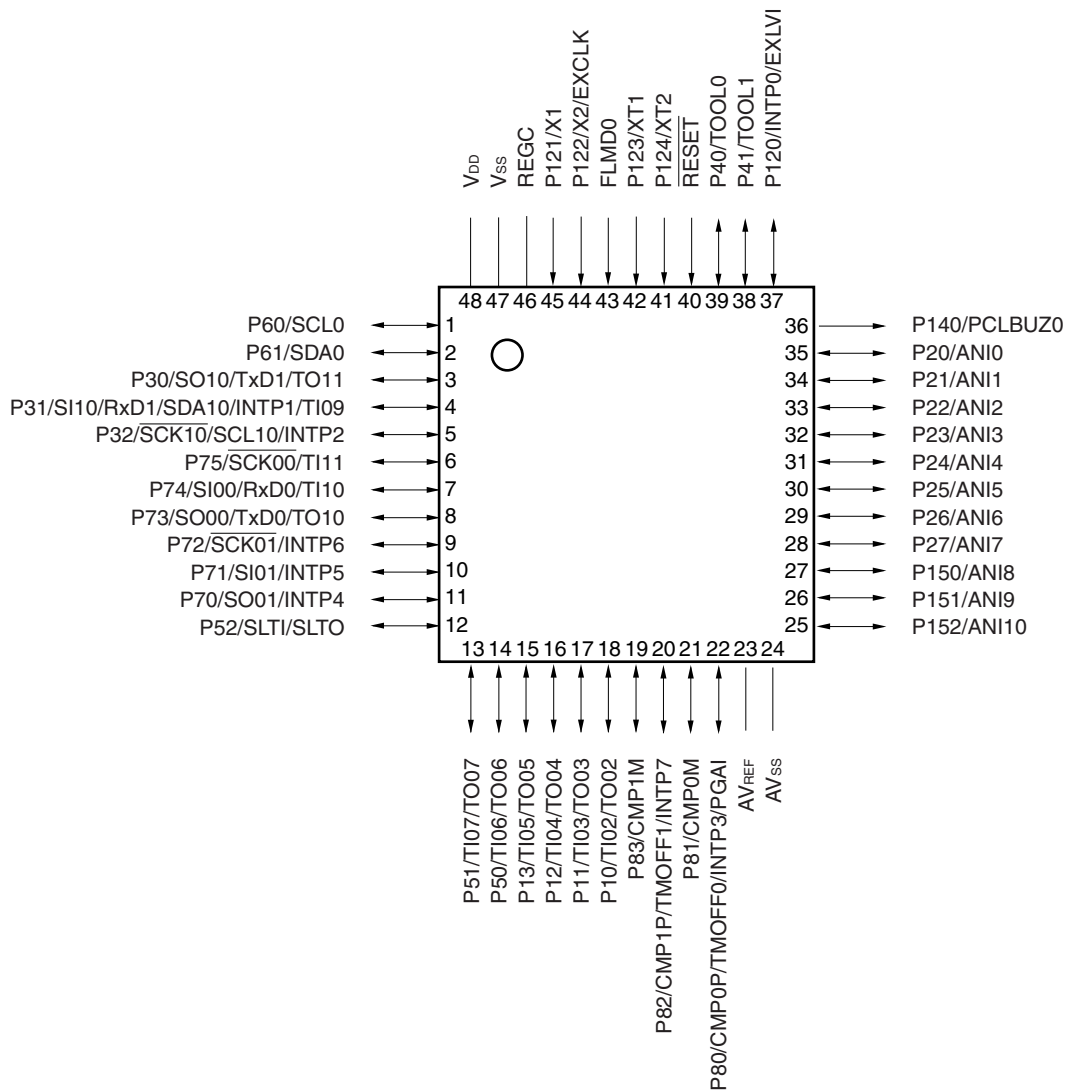 VDD
VSS
REGC
P121/X1
P122/X2/EXCLK
FLMD0
P123/XT1
P124/XT2
RESET
P40/TOOL0
P41/TOOL1
P120/INTP0/EXLVI
48 47 46 45 44 43 42 41 40 39 38 37
P60/SCL0 1
P61/SDA0 2
P30/SO10/TxD1/TO11 3
P31/SI10/RxD1/SDA10/INTP1/TI09 4
P32/SCK10/SCL10/INTP2 5
P75/SCK00/TI11 6
P74/SI00/RxD0/TI10 7
P73/SO00/TxD0/TO10 8
P72/SCK01/INTP6 9
P71/SI01/INTP5 10
P70/SO01/INTP4 11
P52/SLTI/SLTO 12
36 P140/PCLBUZ0
35 P20/ANI0
34 P21/ANI1
33 P22/ANI2
32 P23/ANI3
31 P24/ANI4
30 P25/ANI5
29 P26/ANI6
28 P27/ANI7
27 P150/ANI8
26 P151/ANI9
25 P152/ANI10
13 14 15 16 17 18 19 20 21 22 23 24
P51/TI07/TO07
P50/TI06/TO06
P13/TI05/TO05
P12/TI04/TO04
P11/TI03/TO03
P10/TI02/TO02
P83/CMP1M
P82/CMP1P/TMOFF1/INTP7
P81/CMP0M
P80/CMP0P/TMOFF0/INTP3/PGAI
AVREF
AVSS